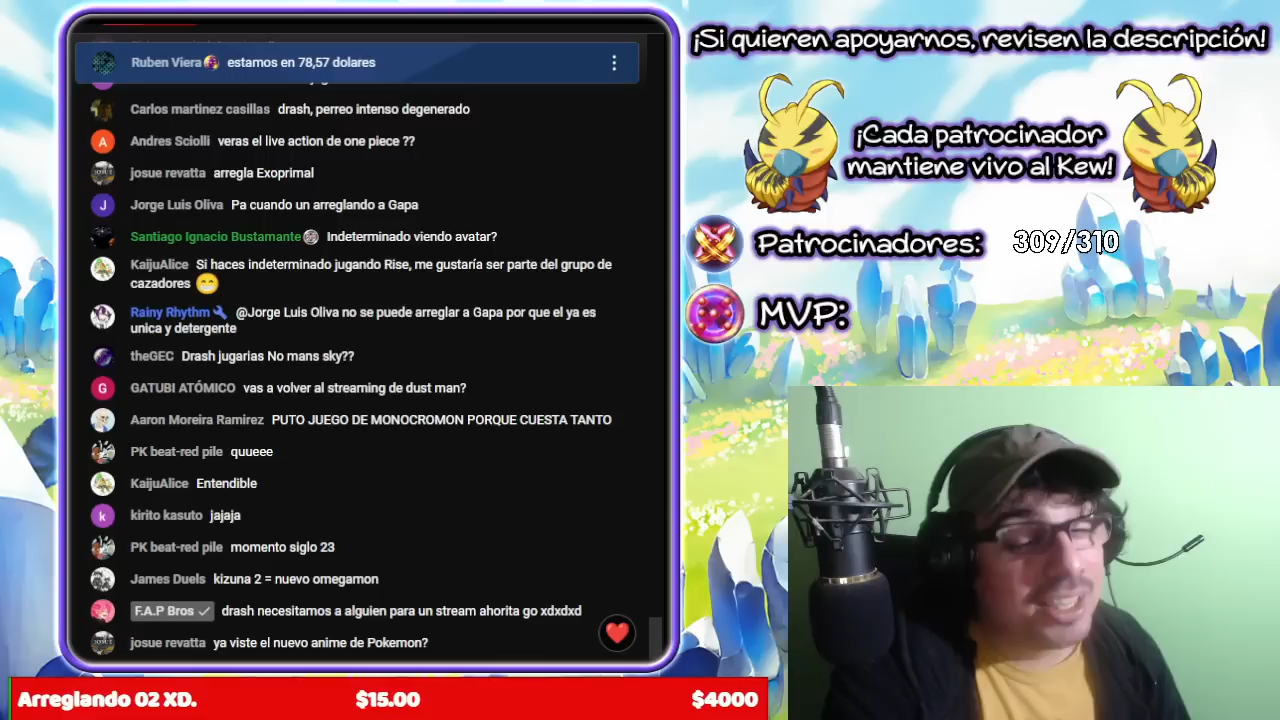 Ruben Viera estamos en 78,57 dolares
Carlos martinez casillas drash, perreo intenso degenerado
A Andres Sciolli veras el live action de one piece ??
josue revatta arregla Exoprimal
J Jorge Luis Oliva Pa cuando un arreglando a Gapa
Santiago Ignacio Bustamante Indeterminado viendo avatar?
KaijuAlice Si haces indeterminado jugando Rise, me gustaría ser parte del grupo de
cazadores 😁
Rainy Rhythm @Jorge Luis Oliva no se puede arreglar a Gapa por que el ya es
unica y detergente
theGEC Drash jugarias No mans sky??
G GATUBI ATÓMICO vas a volver al streaming de dust man?
Aaron Moreira Ramirez PUTO JUEGO DE MONOCROMON PORQUE CUESTA TANTO
PK beat-red pile quueee
KaijuAlice Entendible
k kirito kasuto jajaja
PK beat-red pile momento siglo 23
James Duels kizuna 2 = nuevo omegamon
F.A.P Bros drash necesitamos a alguien para un stream ahorita go xdxdxd
josue revatta ya viste el nuevo anime de Pokemon?
¡Si quieren apoyarnos, revisen la descripción!
¡Cada patrocinador
mantiene vivo al Kew!
Patrocinadores: 309/310
MVP:
Arreglando 02 XD. $15.00 $4000